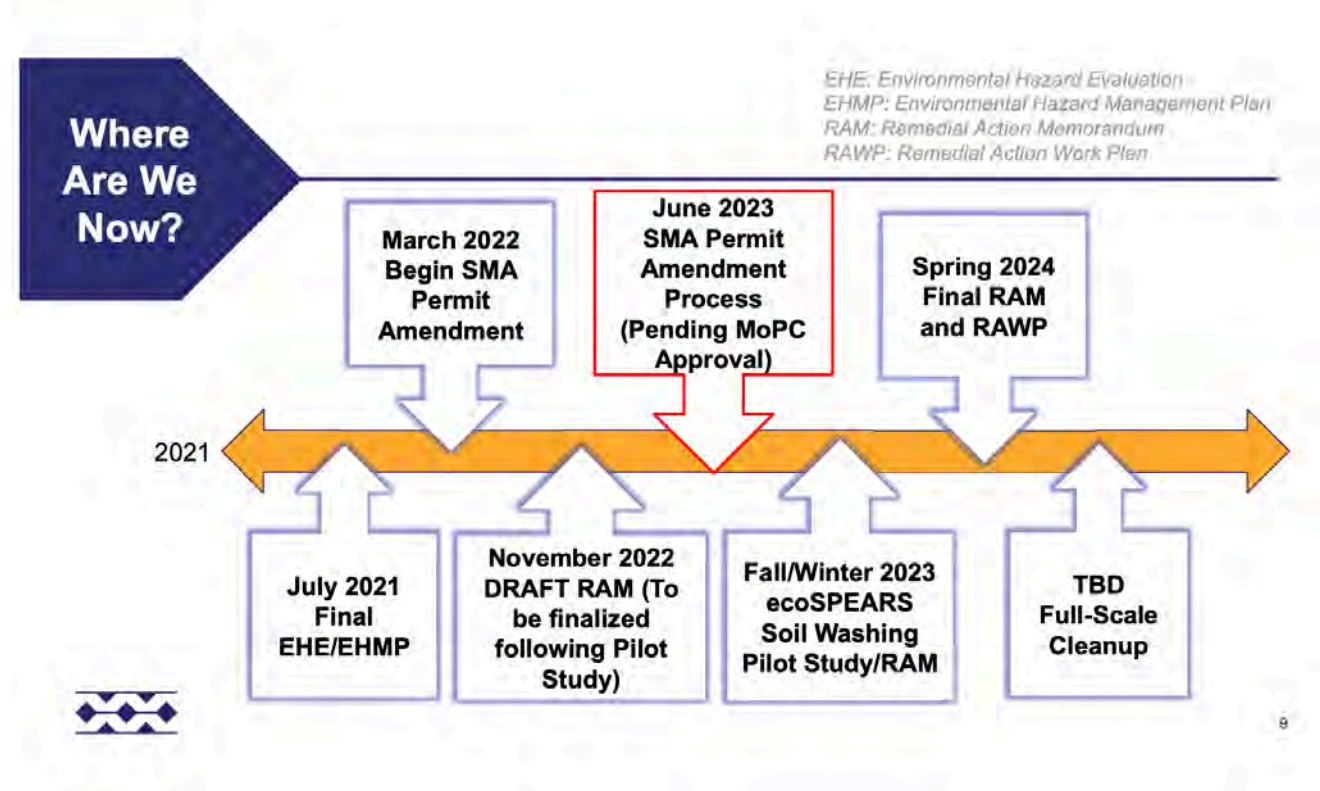 Where
Are We
Now?
EHE: Environmental Hazard Evaluation
EHMP: Environmental Hazard Management Plan
RAM: Remedial Action Memorandum
RAWP: Remedial Action Work Plan
March 2022
Begin SMA
Permit
Amendment
June 2023
SMA Permit
Amendment
Process
(Pending MoPC
Approval)
Spring 2024
Final RAM
and RAWP
2021
July 2021
Final
EHE/EHMP
November 2022
DRAFT RAM (To
be finalized
following Pilot
Study)
Fall/Winter 2023
ecoSPEARS
Soil Washing
Pilot Study/RAM
TBD
Full-Scale
Cleanup
9